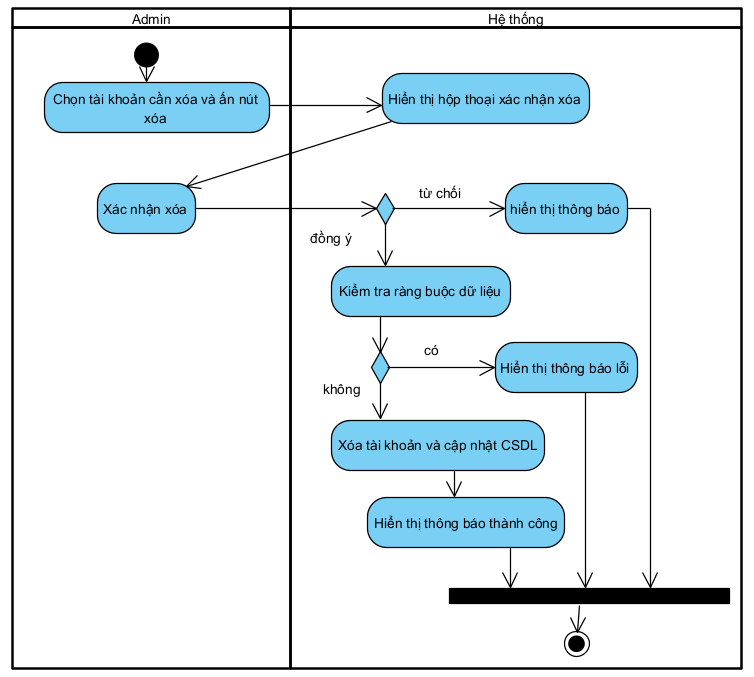 Admin
Hệ thống
Chọn tài khoản cần xóa và ấn nút
xóa
Hiển thị hộp thoại xác nhận xóa
Xác nhận xóa
từ chối
hiển thị thông báo
đồng ý
Kiểm tra ràng buộc dữ liệu
có
Hiển thị thông báo lỗi
không
Xóa tài khoản và cập nhật CSDL
Hiển thị thông báo thành công